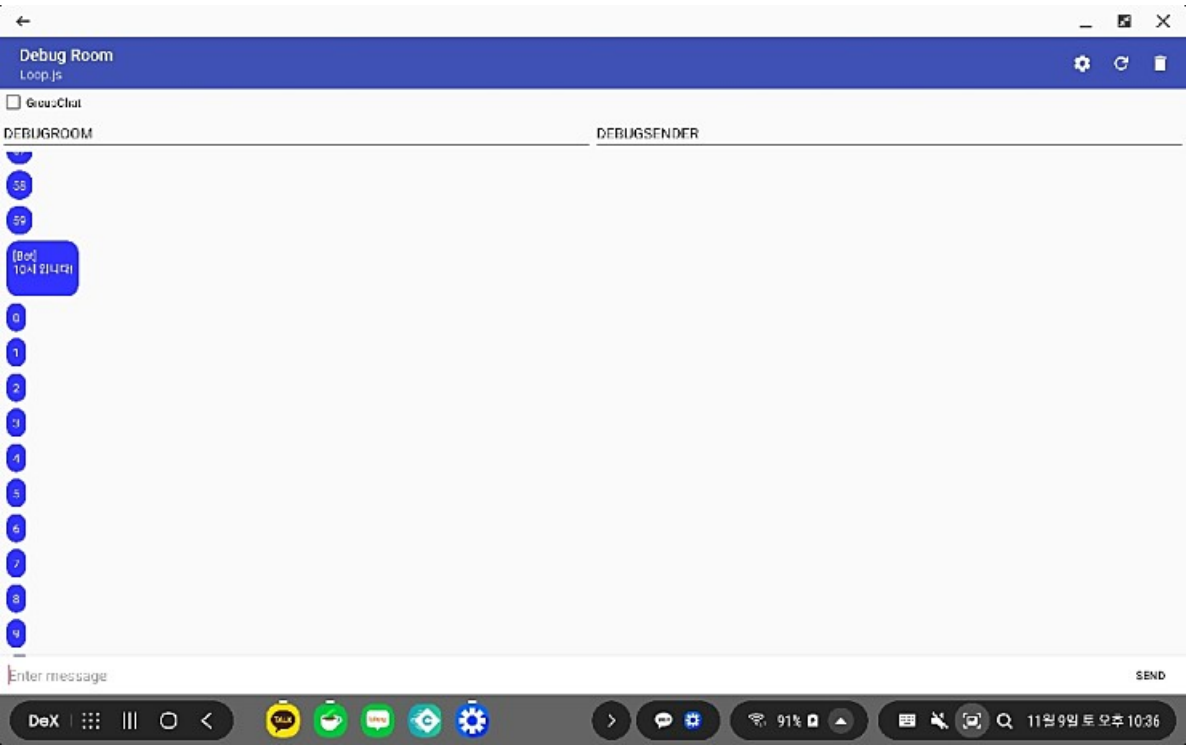 Debug Room
Loop.js
GroupChat
DEBUGROOM
DEBUGSENDER
58
59
[Bot]
10시 입니다!
0
1
2
3
4
5
6
7
8
9
Enter message
SEND
DeX
TALK
91%
11월 9일 토 오후 10:36